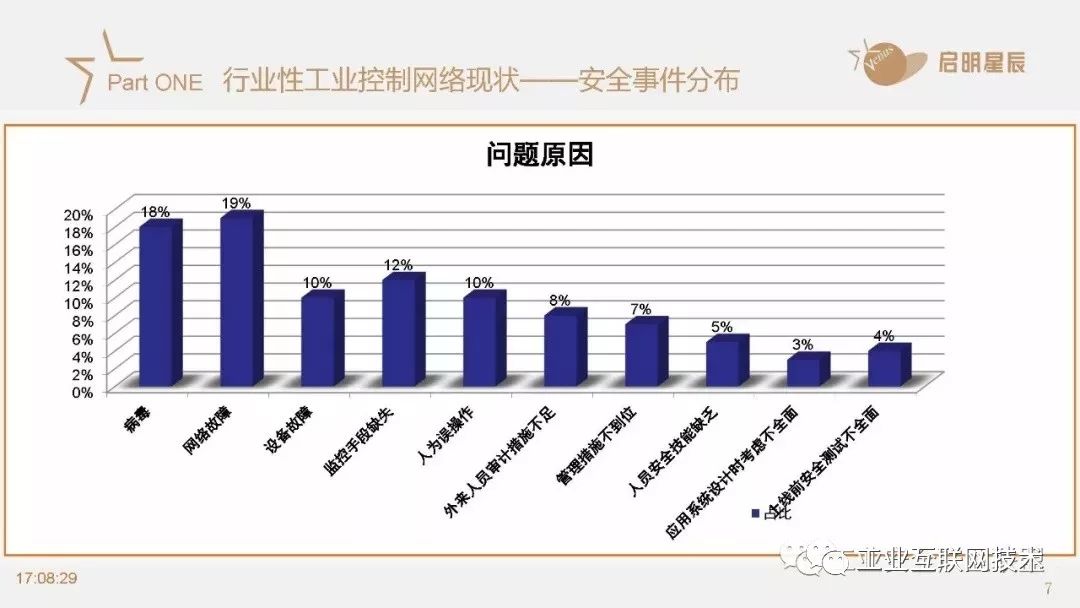 Part ONE 行业性工业控制网络现状——安全事件分布
Venus 启明星辰
问题原因
20%
18%
16%
14%
12%
10%
8%
6%
4%
2%
0%
18%
19%
10%
12%
10%
8%
7%
5%
3%
4%
病毒
网络故障
设备故障
监控手段缺失
人为误操作
外来人员审计措施不足
管理措施不到位
人员安全技能缺乏
应用系统设计时考虑不全面
上线前安全测试不全面
占比
工业互联网技术
17:08:29
7